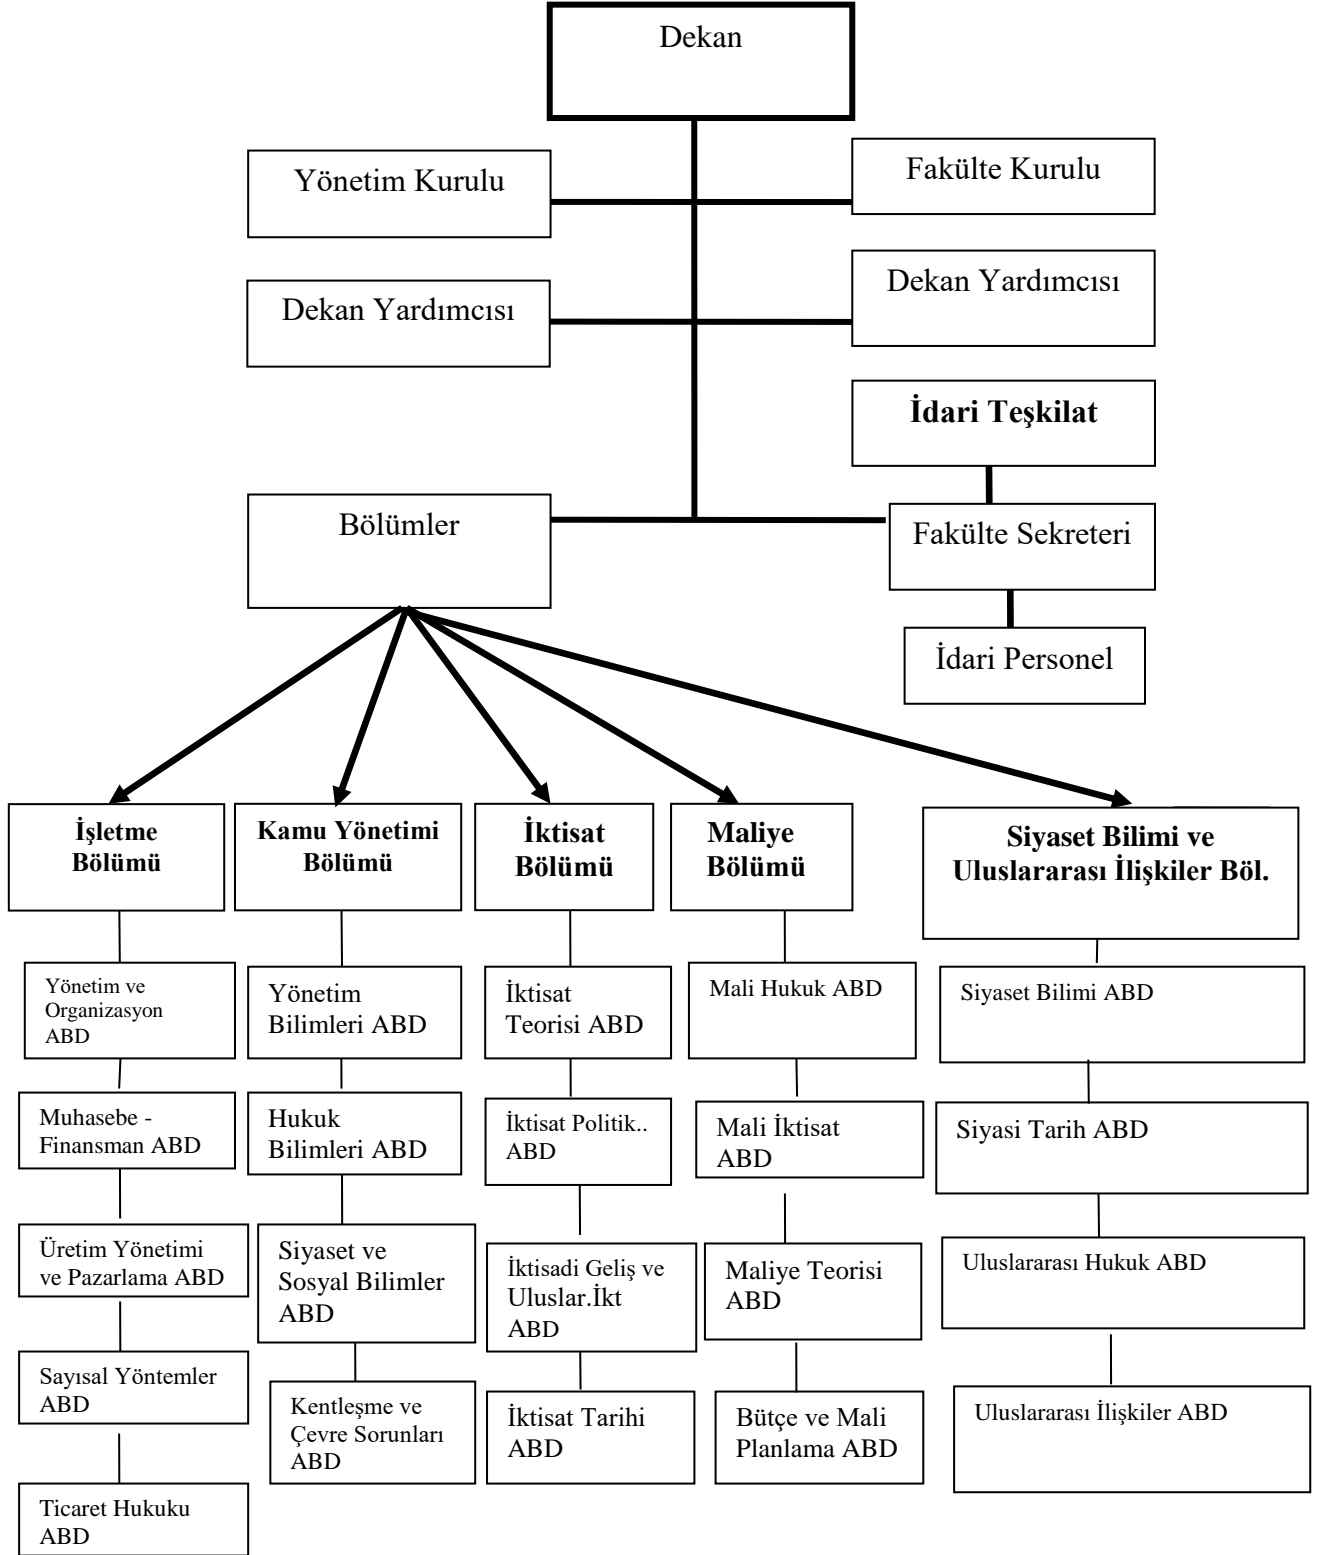 Dekan
Yönetim Kurulu
Fakülte Kurulu
Dekan Yardımcısı
Dekan Yardımcısı
İdari Teşkilat
Bölümler
Fakülte Sekreteri
İdari Personel
İşletme
Bölümü
Kamu Yönetimi
Bölümü
İktisat
Bölümü
Maliye
Bölümü
Siyaset Bilimi ve
Uluslararası İlişkiler Böl.
Yönetim ve
Organizasyon
ABD
Muhasebe -
Finansman ABD
Üretim Yönetimi
ve Pazarlama ABD
Sayısal Yöntemler
ABD
Ticaret Hukuku
ABD
Yönetim
Bilimleri ABD
Hukuk
Bilimleri ABD
Siyaset ve
Sosyal Bilimler
ABD
Kentleşme ve
Çevre Sorunları
ABD
İktisat
Teorisi ABD
İktisat Politik..
ABD
İktisadi Geliş ve
Uluslar.İkt
ABD
İktisat Tarihi
ABD
Mali Hukuk ABD
Mali İktisat
ABD
Maliye Teorisi
ABD
Bütçe ve Mali
Planlama ABD
Siyaset Bilimi ABD
Siyasi Tarih ABD
Uluslararası Hukuk ABD
Uluslararası İlişkiler ABD